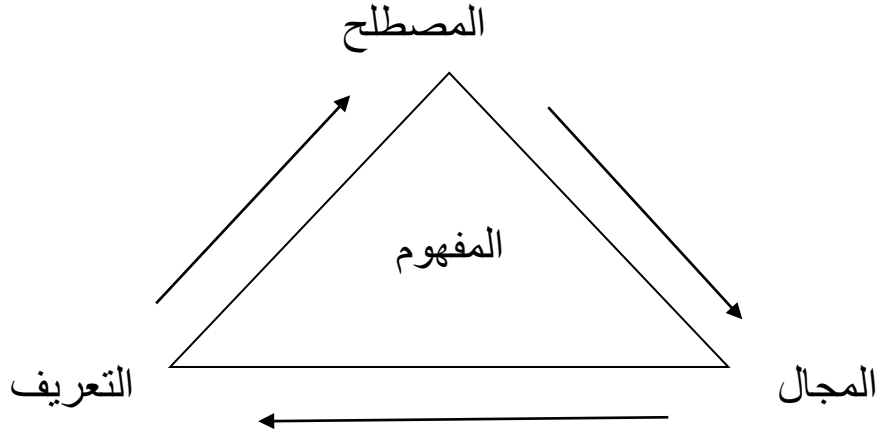 المصطلح
المفهوم
المجال
التعريف